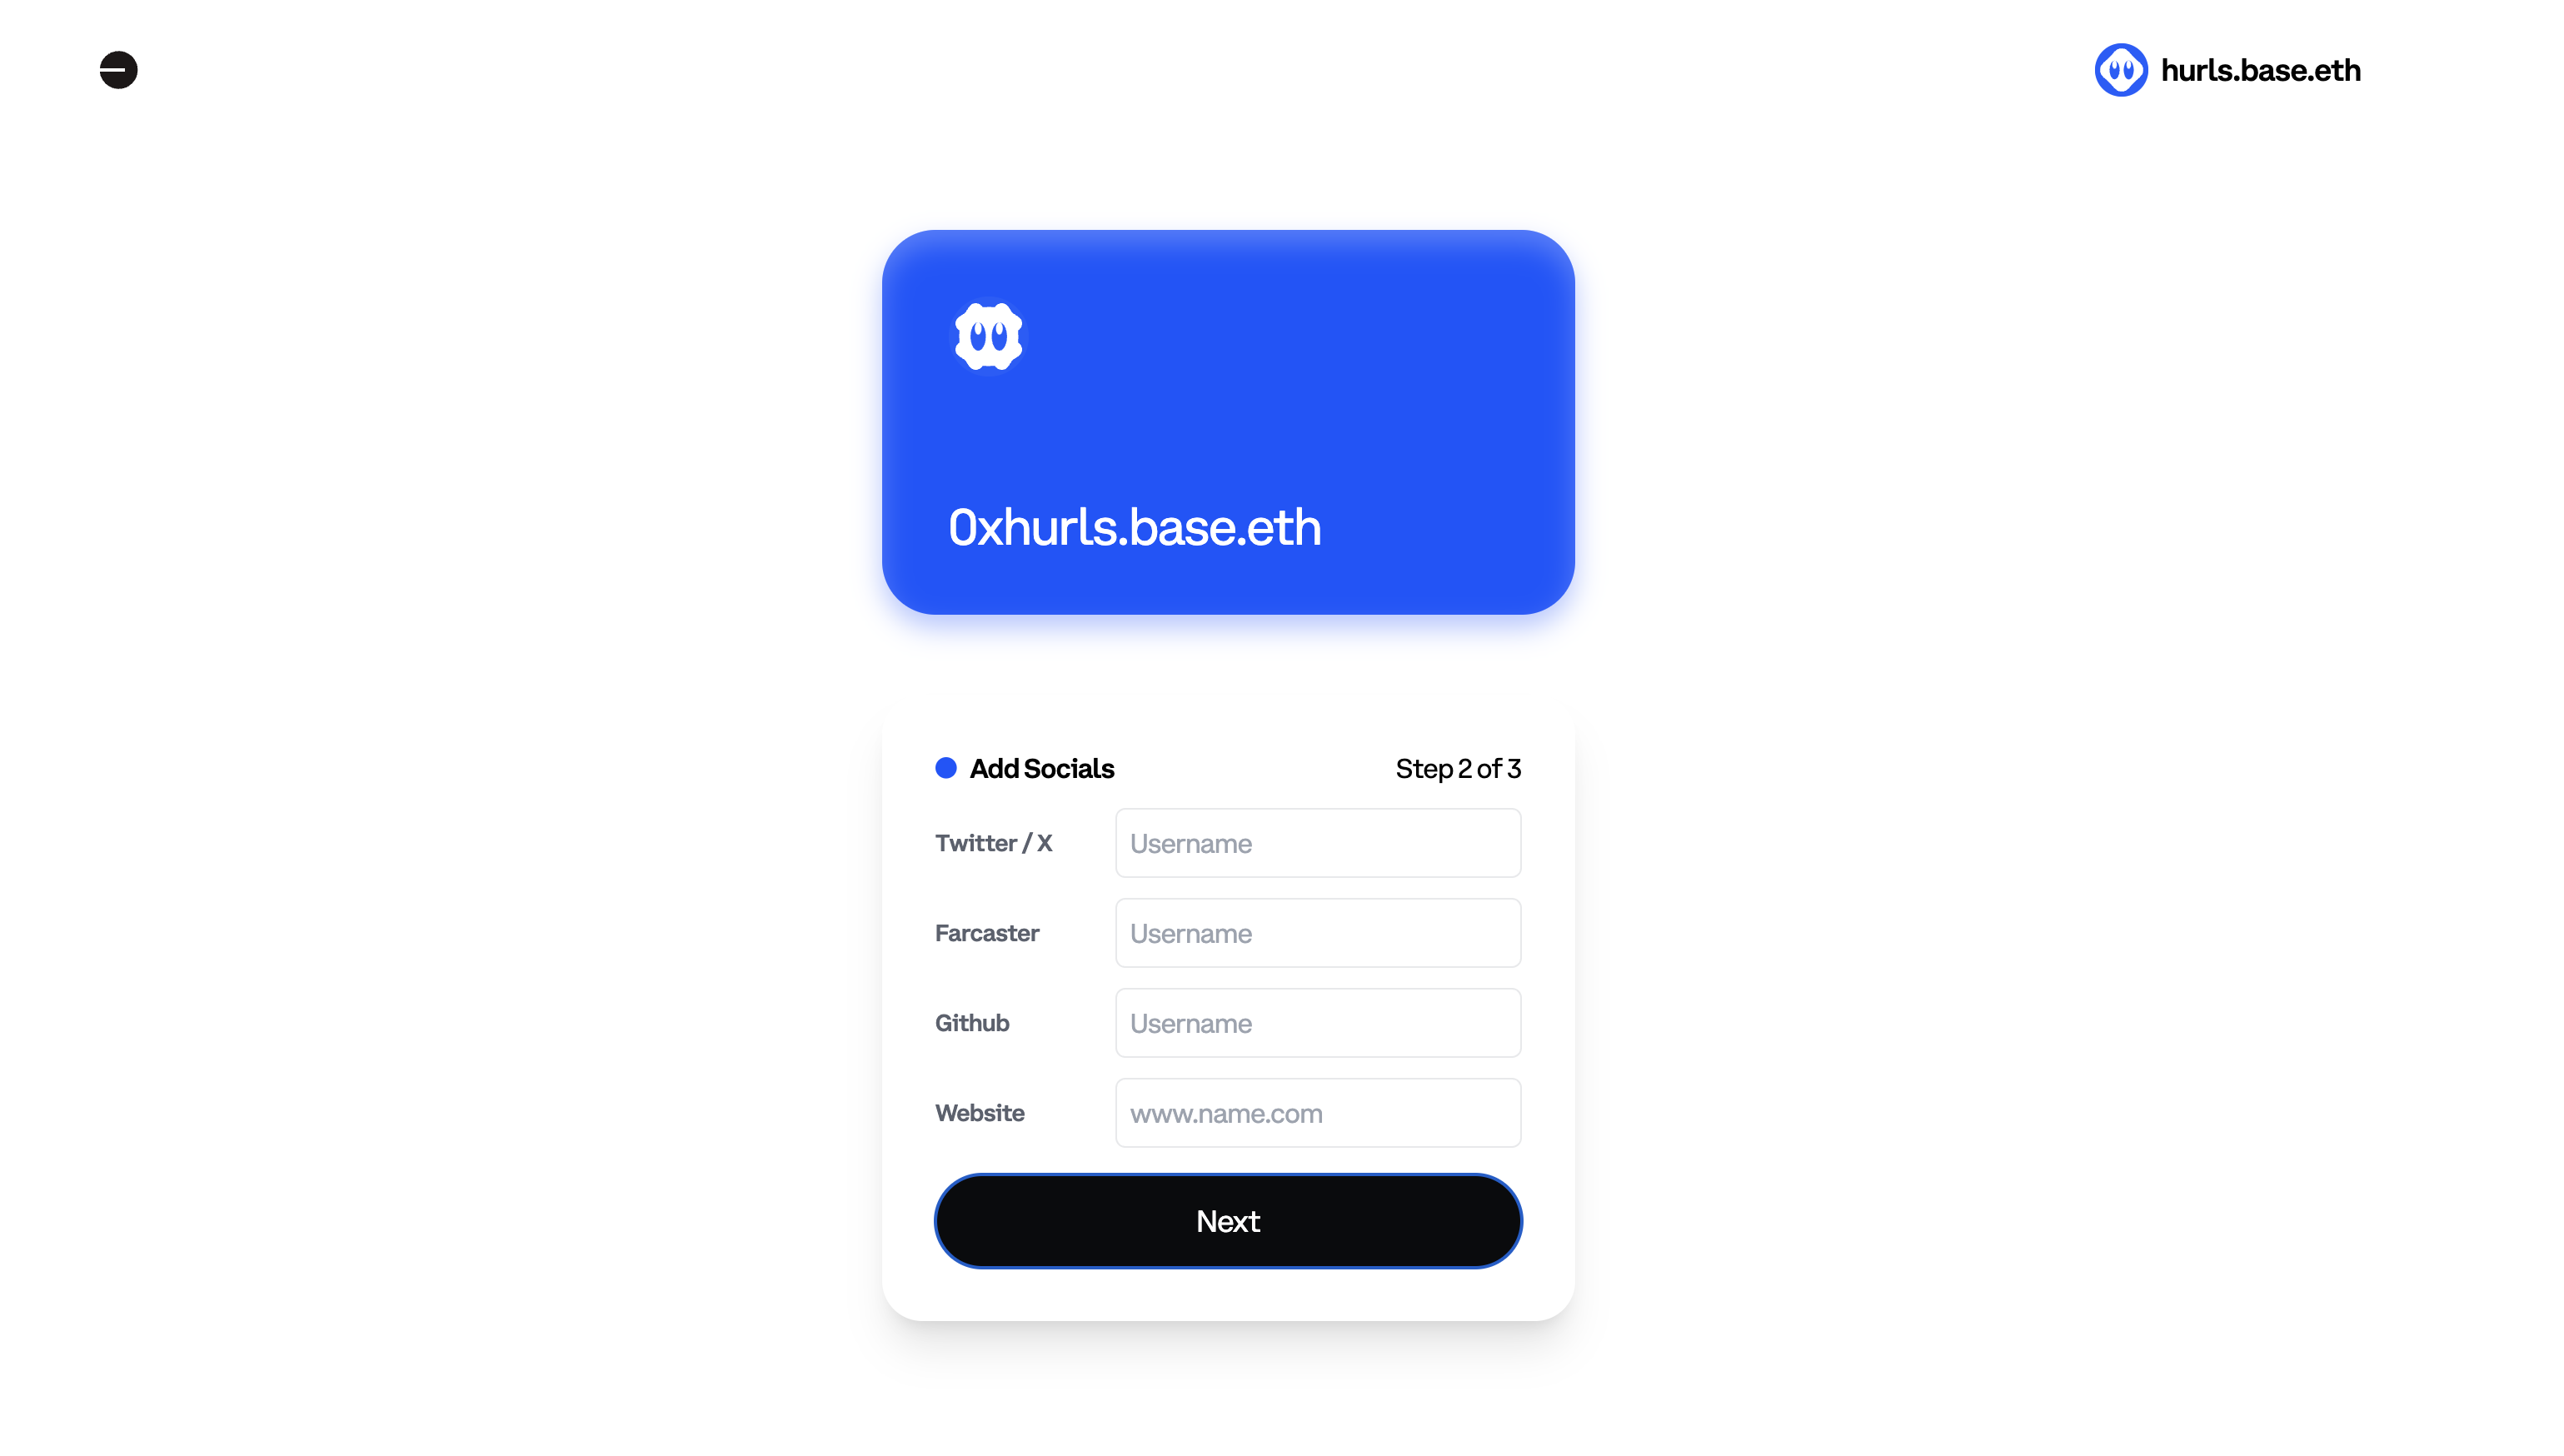 hurls.base.eth
0xhurls.base.eth
Add Socials
Step 2 of 3
Twitter / X
Username
Farcaster
Username
Github
Username
Website
www.name.com
Next